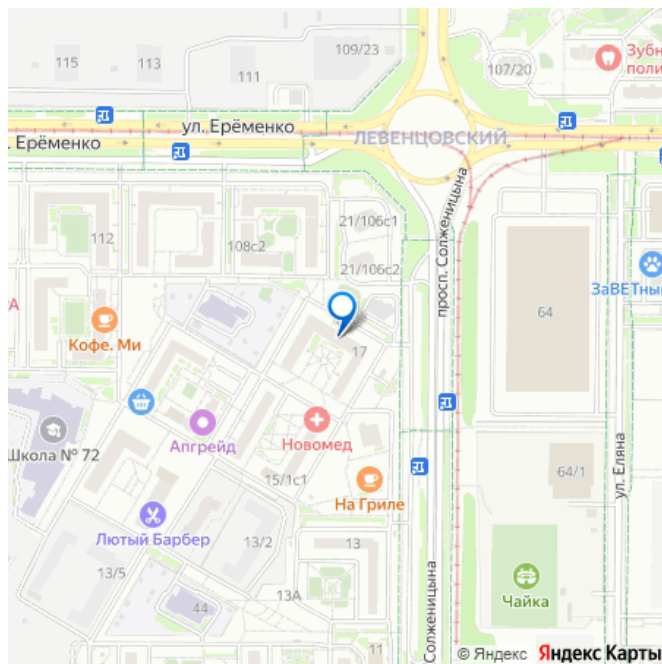 109/23
Зубн
поли
115
113
111
107/20
ул. Ерёменко
ЛЕВЕНЦОВСКИЙ
. Ерёменко
21/106с1
112
108с2
просп. Солженицына
21/106с2
ЗаВЕТны
64
РА
Кофе. Ми
17
Апгрейд
Новомед
Школа № 72
15/1с1
64/1
ул. Еляна
На Гриле
Лютый Барбер
13/2
13
13/5
13А
Чайка
44
11
Солженицына
© Яндекс Яндекс Карты